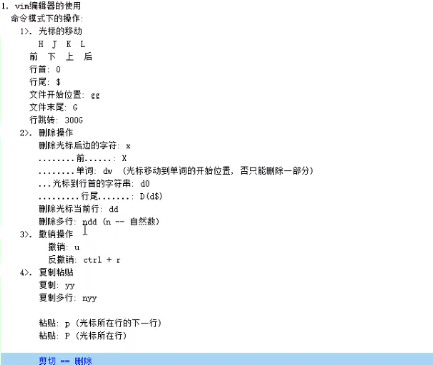 1. vim编辑器的使用
命令模式下的操作:
1>. 光标的移动
H J K L
前 下 上 后
行首: 0
行尾: $
文件开始位置: gg
文件末尾: G
行跳转: 300G
2>. 删除操作
删除光标后边的字符: x
........前......: X
........单词: dw (光标移动到单词的开始位置, 否只能删除一部分)
...光标到行首的字符串: d0
.........行尾.......: D(d$)
删除光标当前行: dd
删除多行: ndd (n -- 自然数)
3>. 撤销操作
撤销: u
反撤销: ctrl + r
4>. 复制粘贴
复制: yy
复制多行: nyy
粘贴: p (光标所在行的下一行)
粘贴: P (光标所在行)
剪切 == 删除